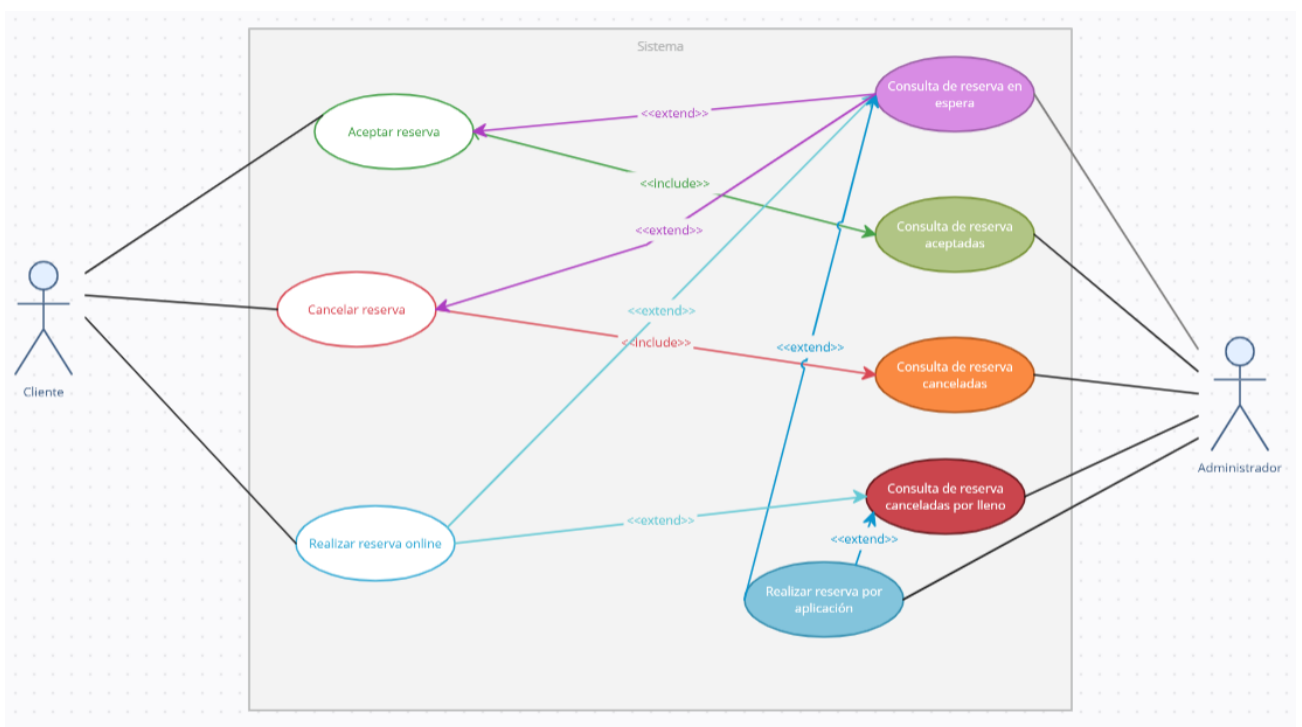 Sistema
Consulta de reserva en
espera
<<extend>>
Aceptar reserva
<<include>>
Consulta de reserva
aceptadas
<<extend>>
Cancelar reserva
<<extend>>
<<include>>
<<extend>>
Consulta de reserva
canceladas
Cliente
Administrador
Consulta de reserva
canceladas por lleno
<<extend>>
Realizar reserva online
<<extend>>
Realizar reserva por
aplicación